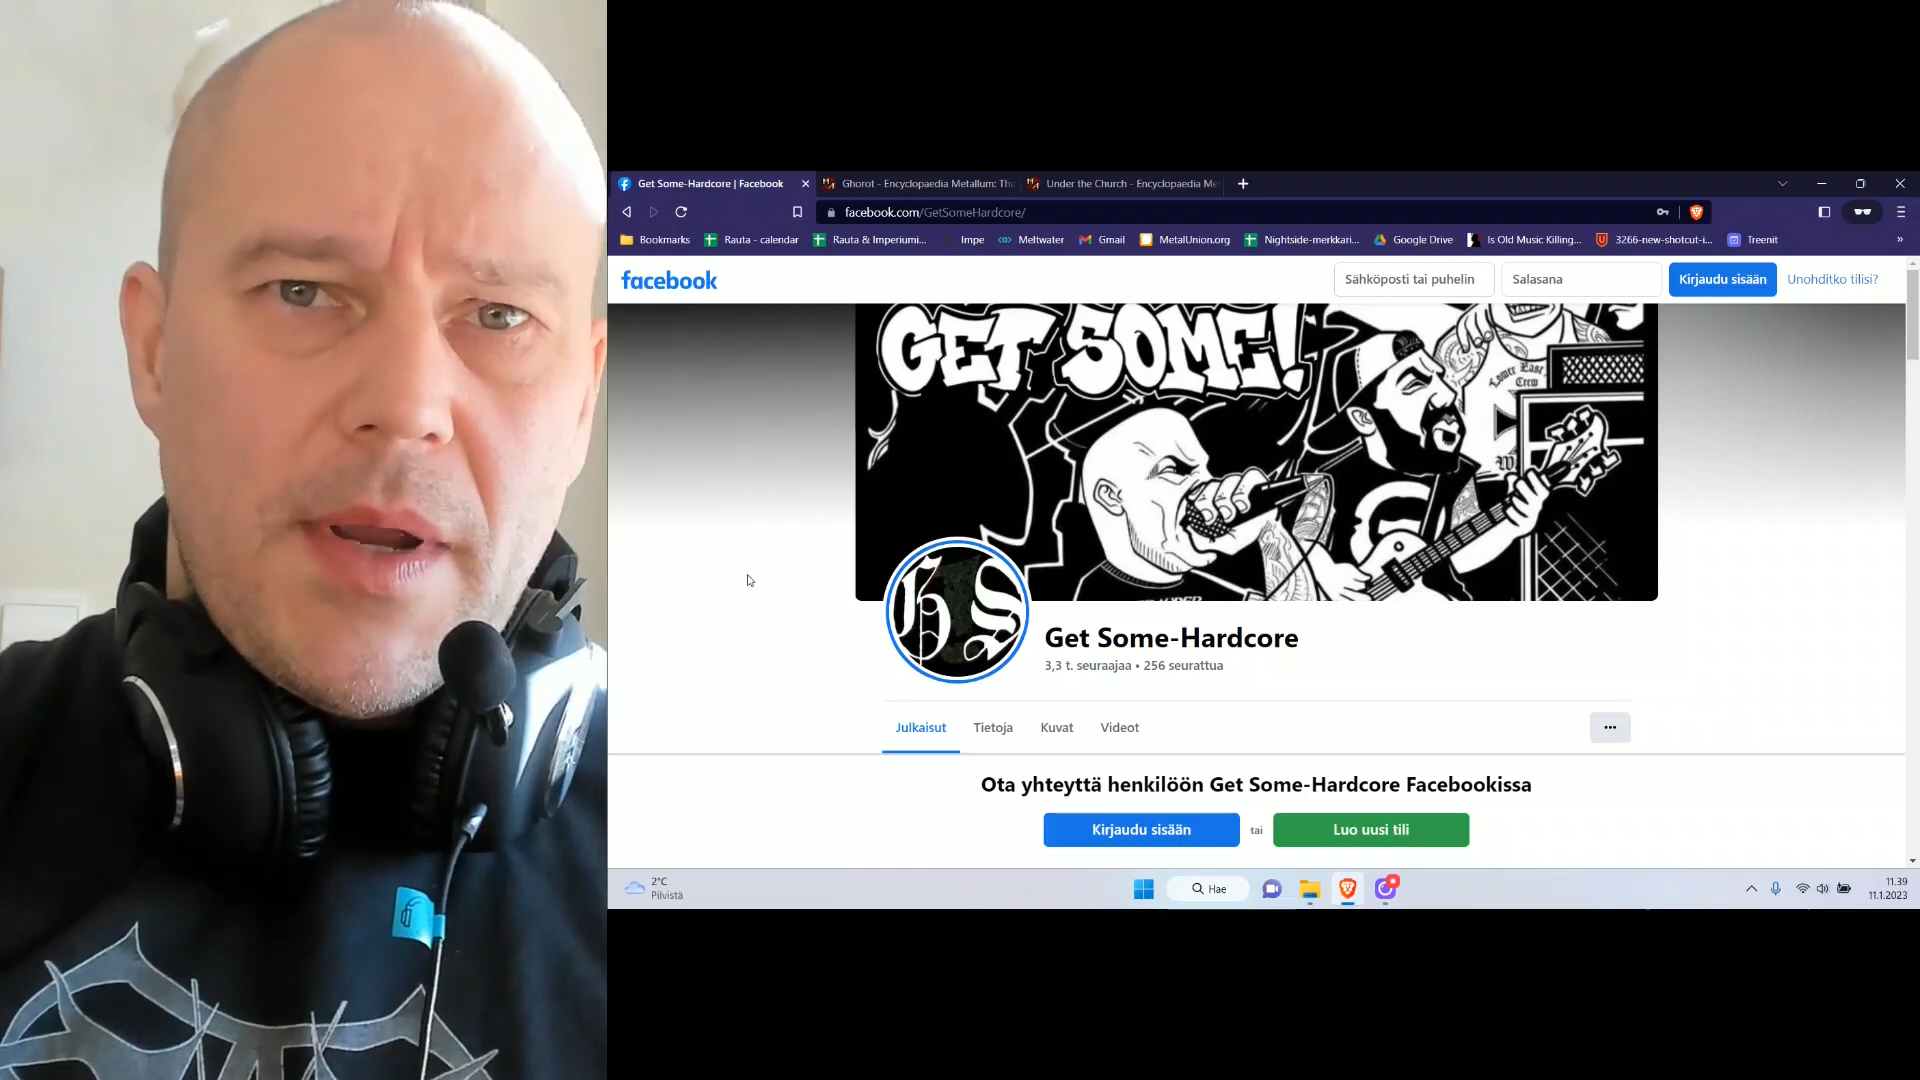 Get Some-Hardcore | Facebook
Ghorot - Encyclopaedia Metallum: The
Under the Church - Encyclopaedia Me
facebook.com/GetSomeHardcore/
Bookmarks
Rauta - calendar
Rauta & Imperiumi...
Impe
Meltwater
Gmail
MetalUnion.org
Nightside-merkkari...
Google Drive
Is Old Music Killing...
3266-new-shotcut-i...
Treenit
»
facebook
Sähköposti tai puhelin
Salasana
Kirjaudu sisään
Unohditko tilisi?
GET SOME!
Lower East
Crew
GS
Get Some-Hardcore
3,3 t. seuraajaa • 256 seurattua
Julkaisut
Tietoja
Kuvat
Videot
Ota yhteyttä henkilöön Get Some-Hardcore Facebookissa
Kirjaudu sisään
tai
Luo uusi tili
2°C
Pilvistä
Hae
11.39
11.1.2023